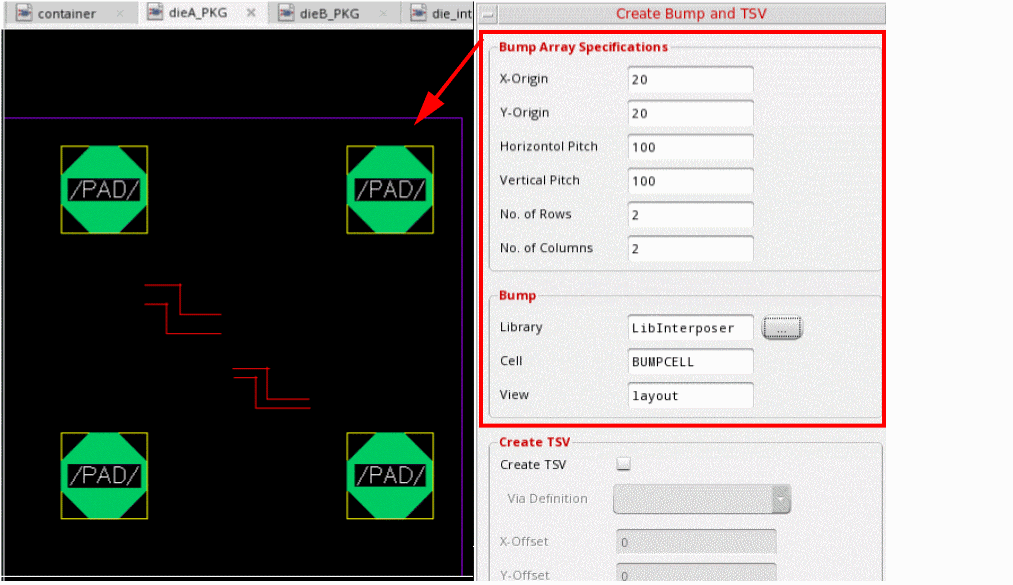 container
dieA_PKG
dieB_PKG
die_int
Create Bump and TSV
Bump Array Specifications
X-Origin 20
Y-Origin 20
Horizontol Pitch 100
Vertical Pitch 100
No. of Rows 2
No. of Columns 2
Bump
Library LibInterposer ...
Cell BUMPCELL
View layout
Create TSV
Create TSV
Via Definition
X-Offset 0
Y-Offset 0
/PAD/ /PAD/
/PAD/ /PAD/